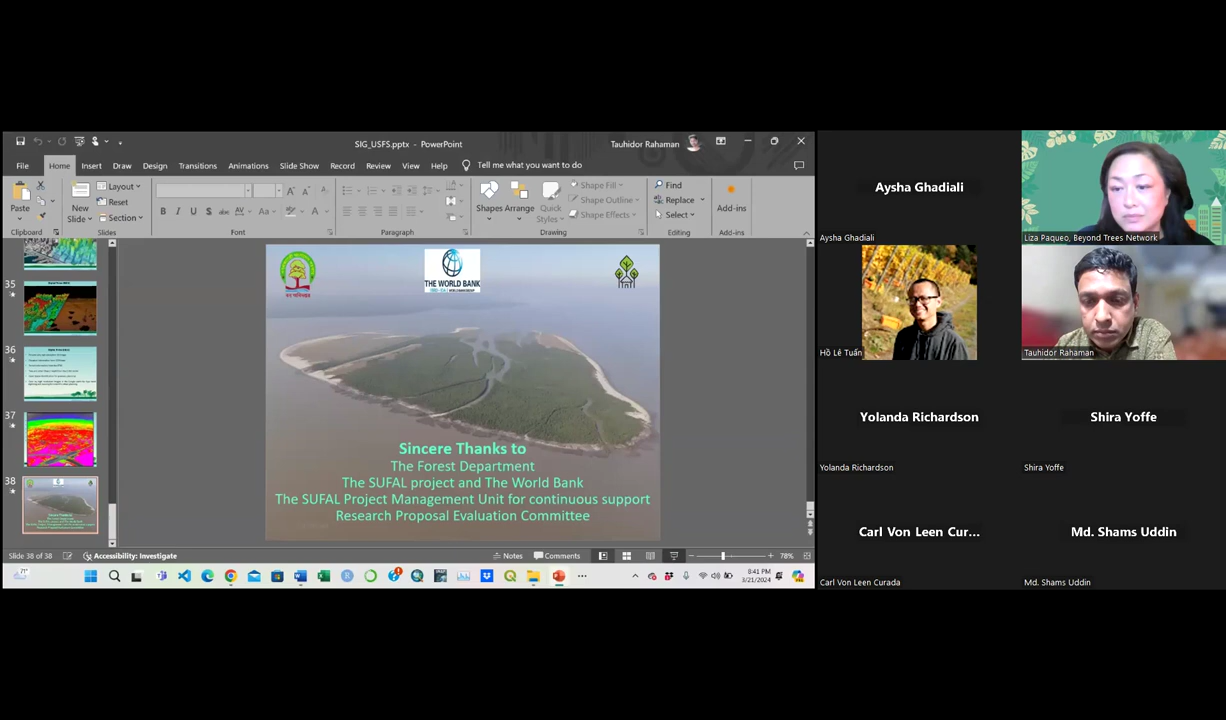 SIG_USFS.pptx - PowerPoint
Tauhidor Rahaman
File Home Insert Draw Design Transitions Animations Slide Show Record Review View Help Tell me what you want to do
Paste
Clipboard
New
Slide
Layout
Reset
Section
Slides
B I U S abc AV Aa A
Font
Paragraph
Shapes Arrange Quick
Styles
Shape Fill
Shape Outline
Shape Effects
Drawing
Find
Replace
Select
Editing
Add-ins
Add-ins
35
36
37
38
THE WORLD BANK
Sincere Thanks to
The Forest Department
The SUFAL project and The World Bank
The SUFAL Project Management Unit for continuous support
Research Proposal Evaluation Committee
Slide 38 of 38
Accessibility: Investigate
Notes
Comments
78%
71°
8:41 PM
3/21/2024
Aysha Ghadiali
Aysha Ghadiali
Liza Paqueo, Beyond Trees Network
Hồ Lê Tuấn
Tauhidor Rahaman
Yolanda Richardson
Yolanda Richardson
Shira Yoffe
Shira Yoffe
Carl Von Leen Cur...
Carl Von Leen Curada
Md. Shams Uddin
Md. Shams Uddin